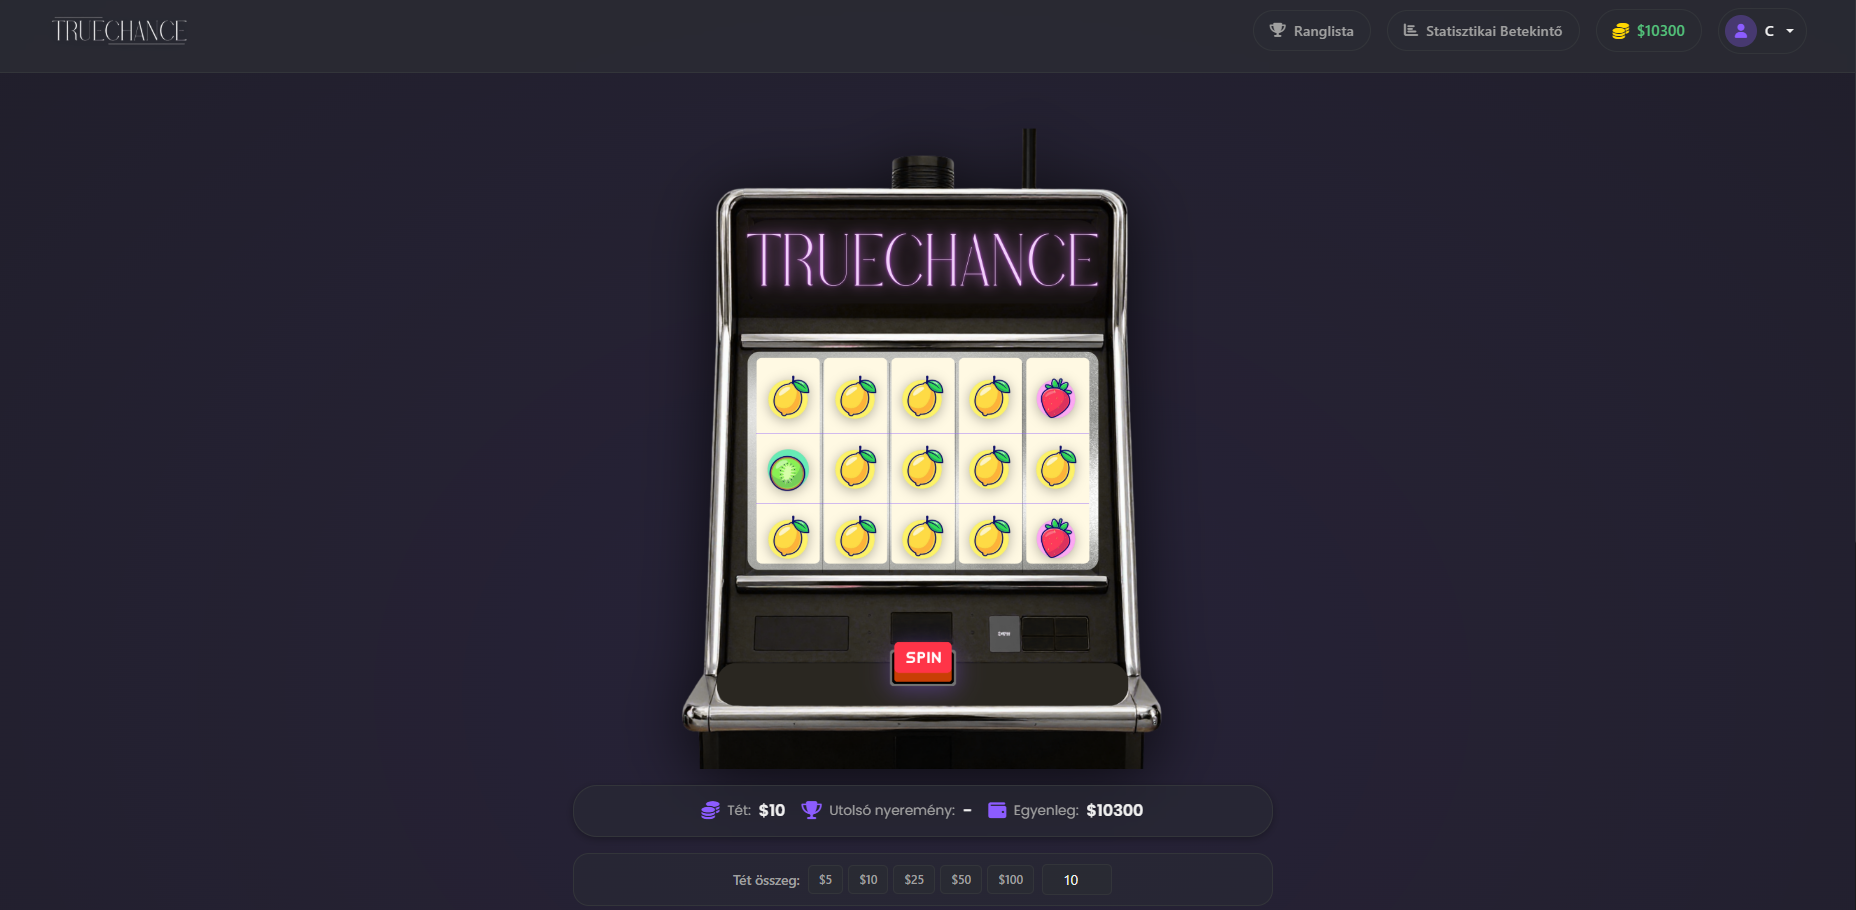 TRUECHANCE
Ranglista
Statisztikai Betekintő
$10300
C
TRUECHANCE
SPIN
Tét: $10 Utolsó nyeremény: - Egyenleg: $10300
Tét összeg: $5 $10 $25 $50 $100 10